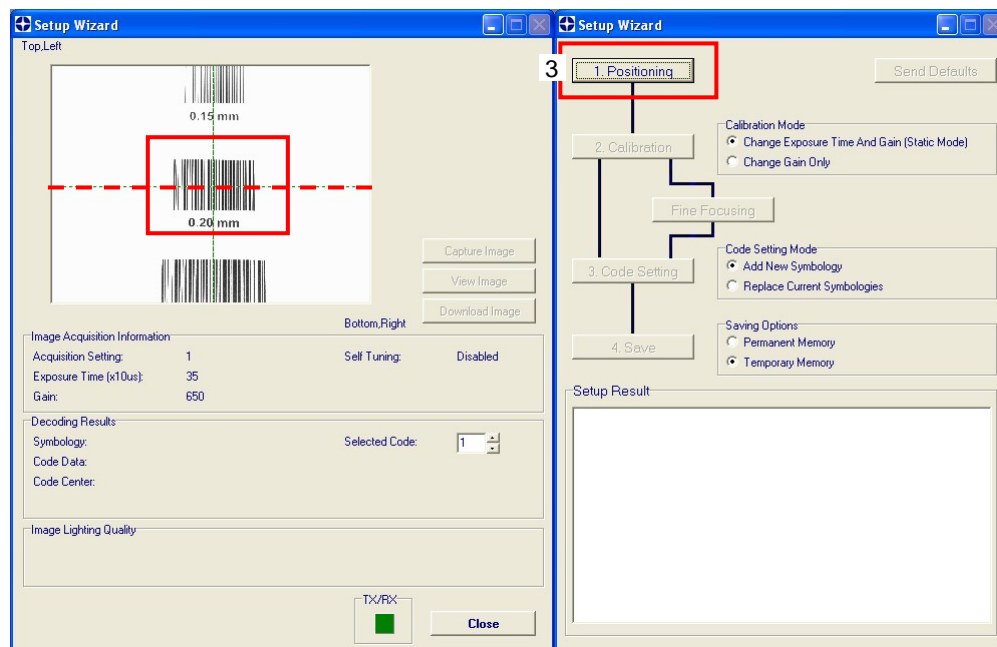 Setup Wizard
Top,Left
0.15 mm
0.20 mm
Capture Image
View Image
Download Image
Bottom,Right
Image Acquisition Information
Acquisition Setting: 1 Self Tuning: Disabled
Exposure Time (x10us): 35
Gain: 650
Decoding Results
Symbology: Selected Code: 1
Code Data:
Code Center:
Image Lighting Quality
TX/RX
Close
Setup Wizard
3 1. Positioning Send Defaults
Calibration Mode
2. Calibration Change Exposure Time And Gain (Static Mode)
Change Gain Only
Fine Focusing
Code Setting Mode
3. Code Setting Add New Symbology
Replace Current Symbologies
Saving Options
4. Save Permanent Memory
Temporary Memory
Setup Result